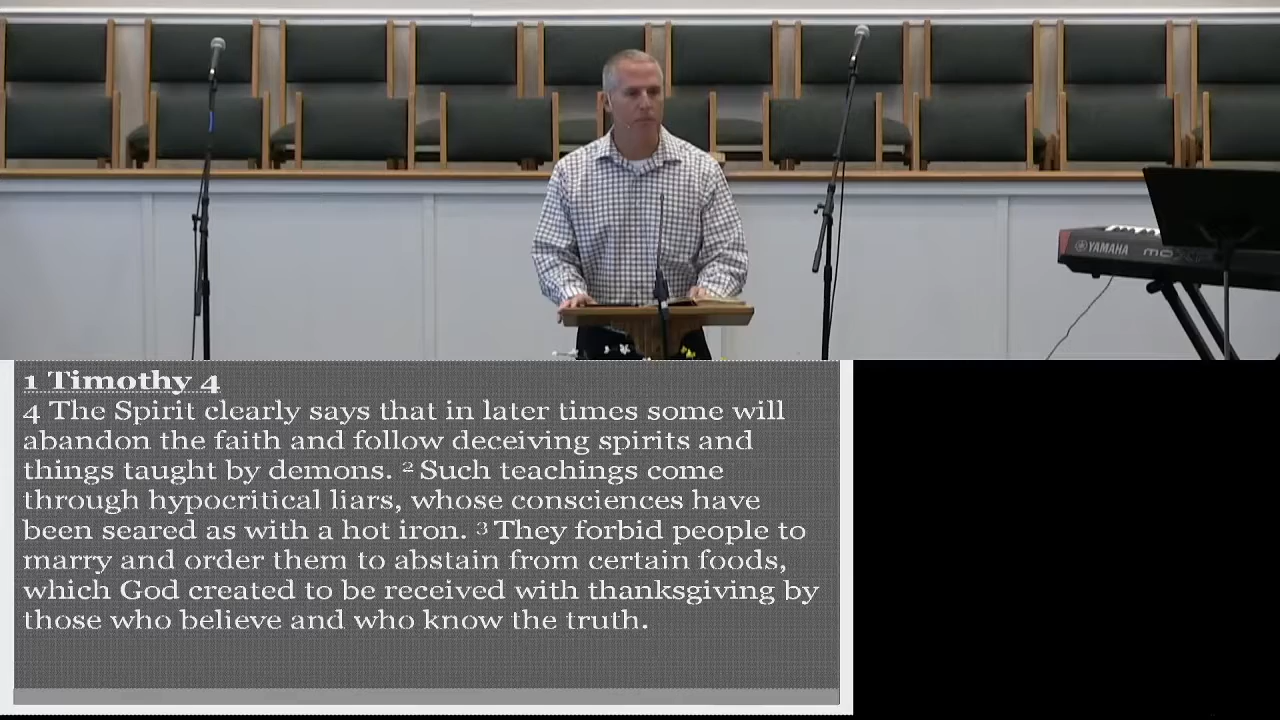 YAMAHA
MOX
1 Timothy 4
4 The Spirit clearly says that in later times some will
abandon the faith and follow deceiving spirits and
things taught by demons. 2 Such teachings come
through hypocritical liars, whose consciences have
been seared as with a hot iron. 3 They forbid people to
marry and order them to abstain from certain foods,
which God created to be received with thanksgiving by
those who believe and who know the truth.